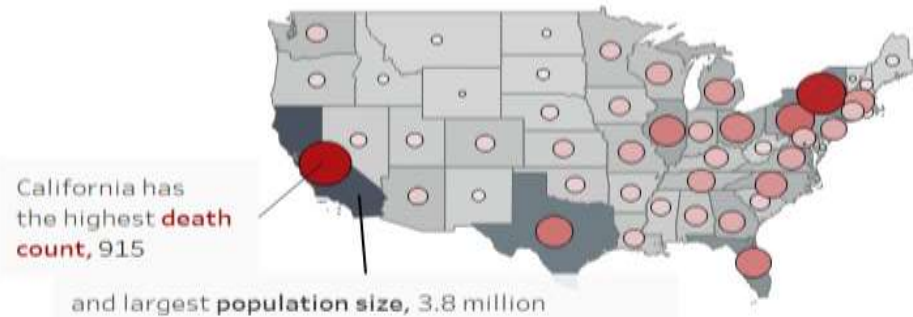 California has
the highest death
count, 915
and largest population size, 3.8 million